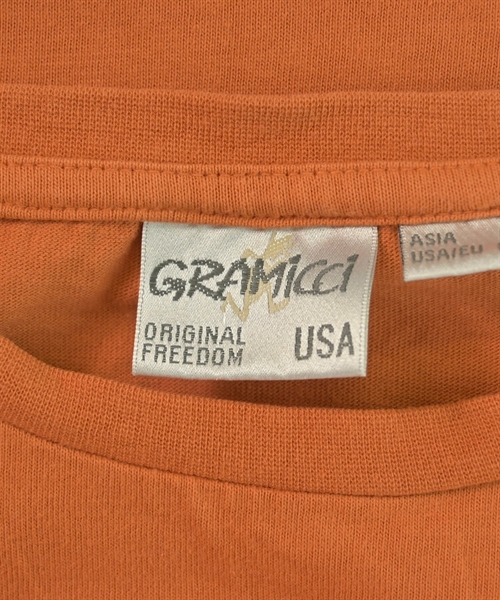 GRAMiCCi
ORIGINAL
FREEDOM
USA
ASIA
USA/EU